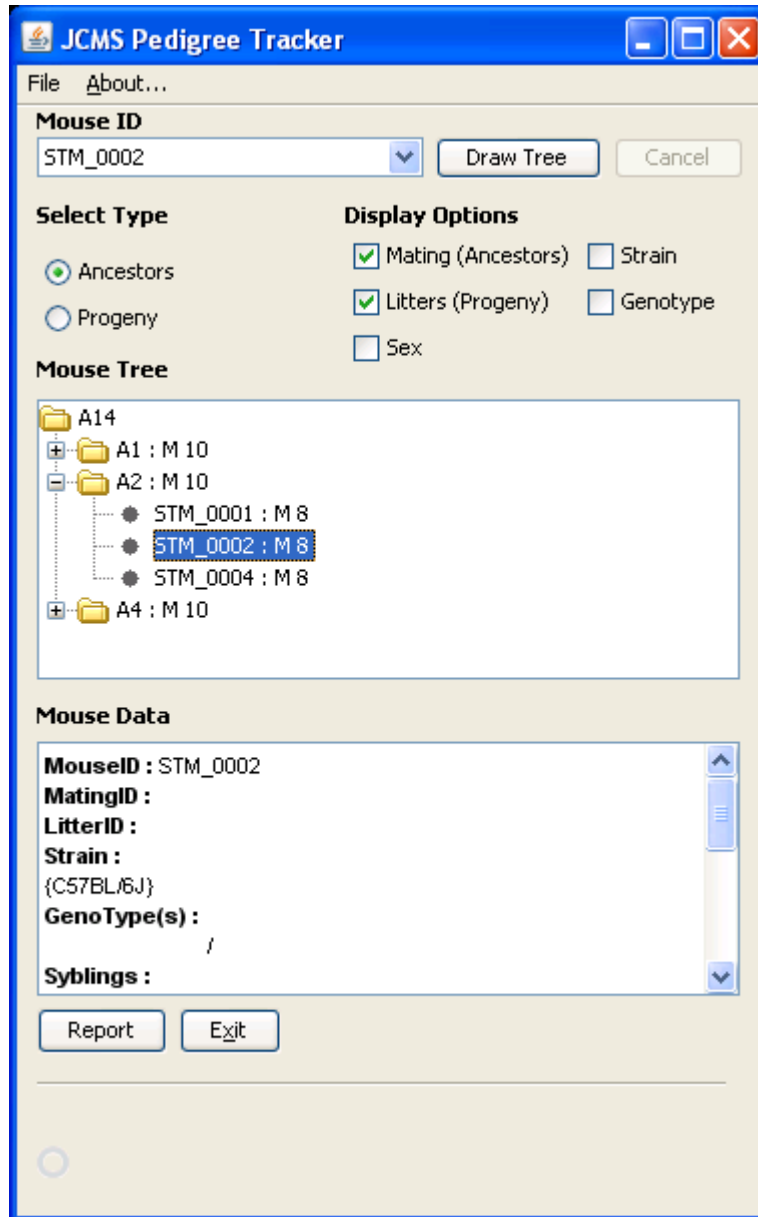 JCMS Pedigree Tracker
File About...
Mouse ID
STM_0002 Draw Tree Cancel
Select Type Display Options
Mating (Ancestors) Strain
Ancestors
Litters (Progeny) Genotype
Progeny
Sex
Mouse Tree
A14
A1 : M 10
A2 : M 10
STM_0001 : M 8
STM_0002 : M 8
STM_0004 : M 8
A4 : M 10
Mouse Data
MouseID : STM_0002
MatingID :
LitterID :
Strain :
{C57BL/6J}
GenoType(s) :
/
Syblings :
Report Exit